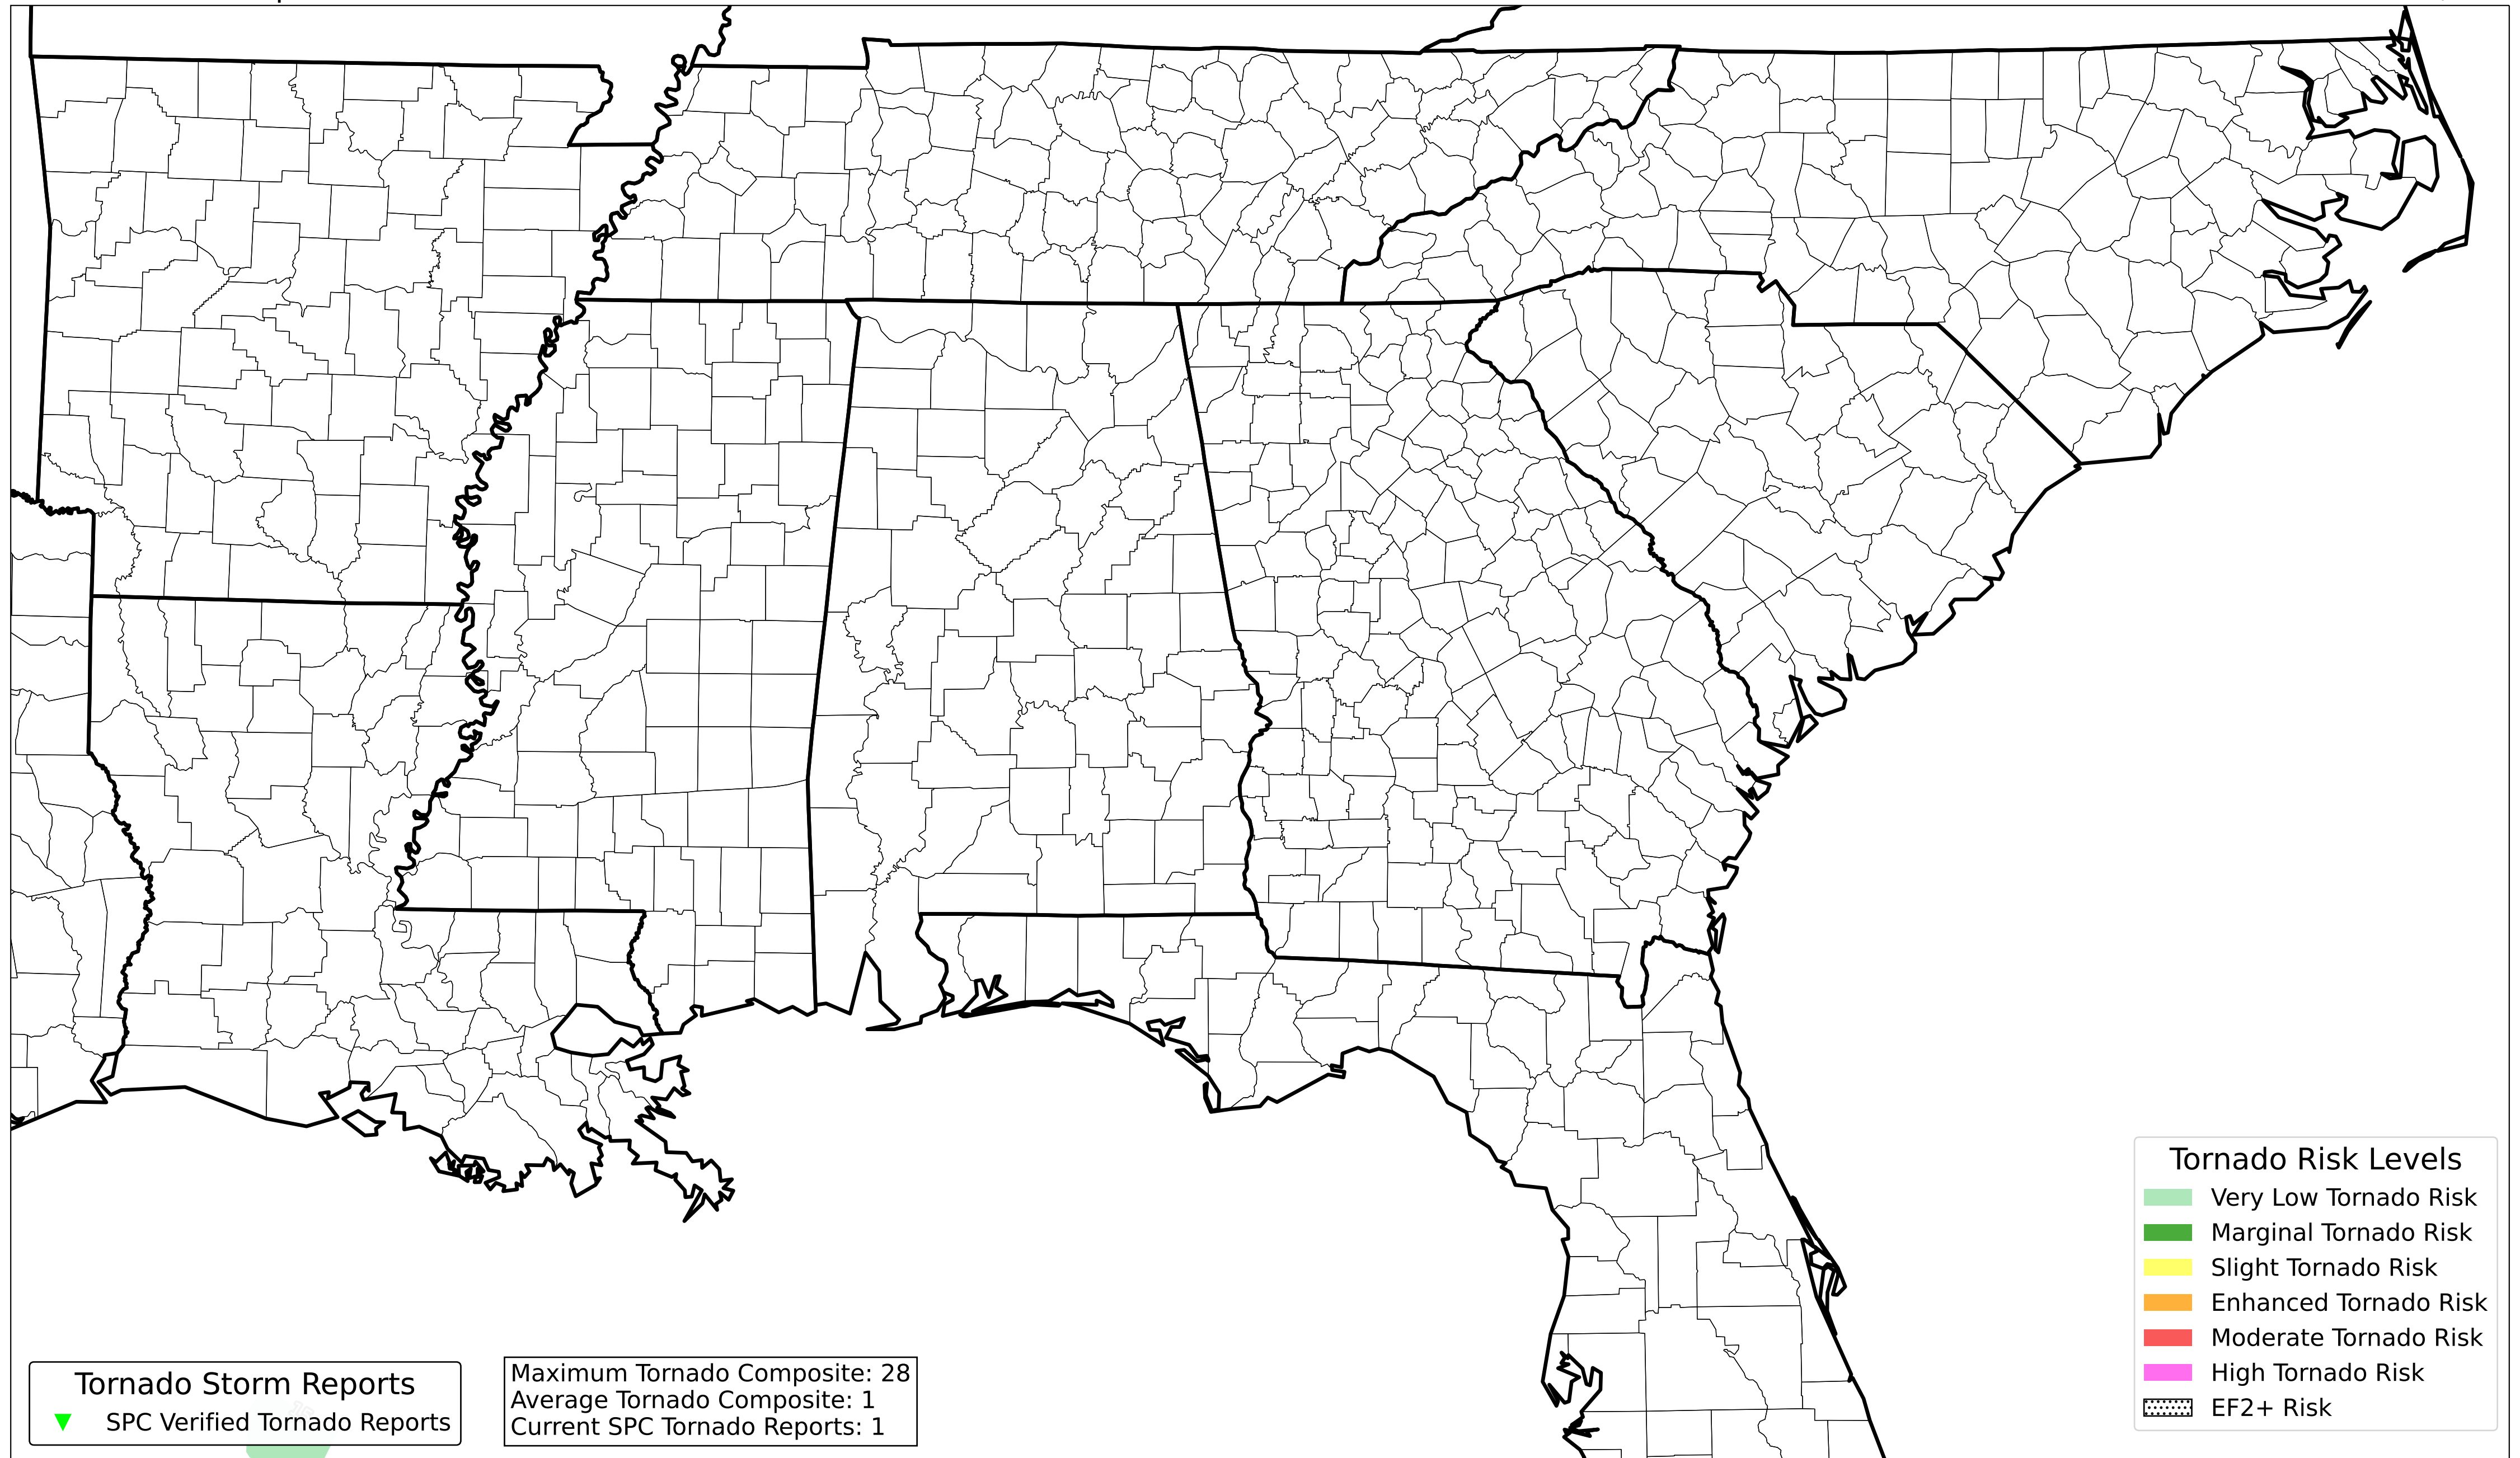 Tornado Risk Levels
Very Low Tornado Risk
Marginal Tornado Risk
Slight Tornado Risk
Enhanced Tornado Risk
Moderate Tornado Risk
High Tornado Risk
EF2+ Risk
Tornado Storm Reports
SPC Verified Tornado Reports
Maximum Tornado Composite: 28
Average Tornado Composite: 1
Current SPC Tornado Reports: 1